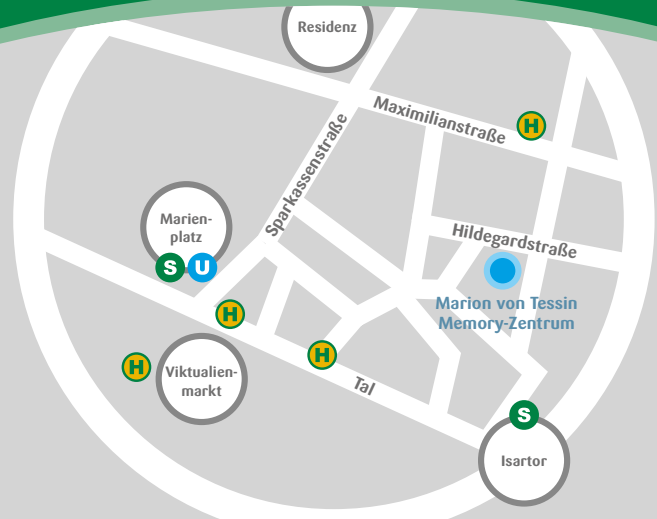 Residenz
Maximilianstraße
H
Sparkassenstraße
Marien-
platz
S
U
Hildegardstraße
Marion von Tessin
Memory-Zentrum
H
H
H
Viktualien-
markt
Tal
S
Isartor